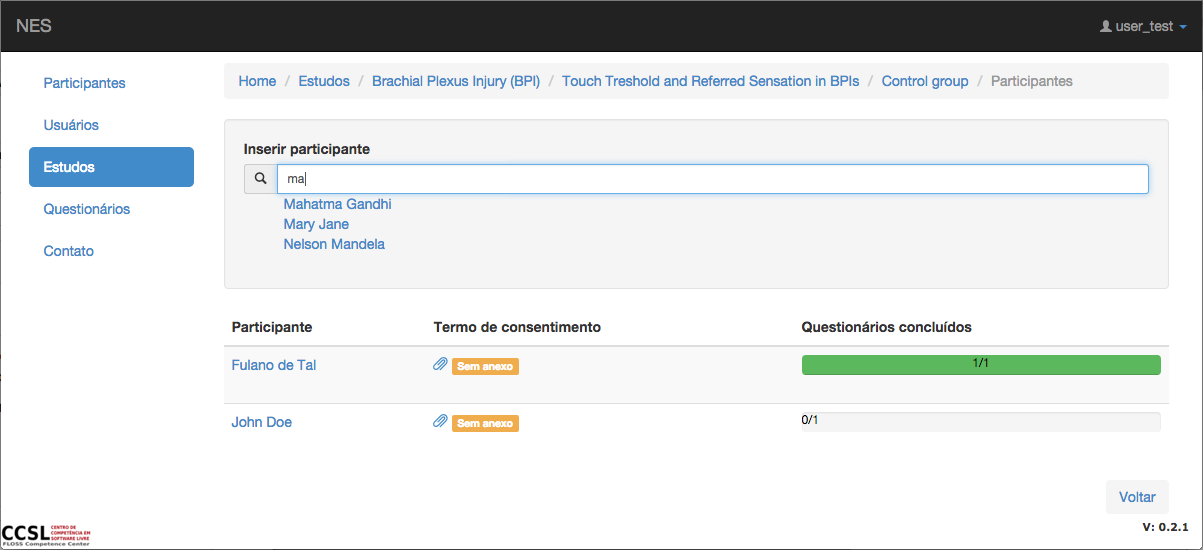 NES
user_test
Participantes
Usuários
Estudos
Questionários
Contato
Home / Estudos / Brachial Plexus Injury (BPI) / Touch Treshold and Referred Sensation in BPIs / Control group / Participantes
Inserir participante
ma
Mahatma Gandhi
Mary Jane
Nelson Mandela
Participante Termo de consentimento Questionários concluídos
Fulano de Tal Sem anexo 1/1
John Doe Sem anexo 0/1
Voltar
CCSL CENTRO DE COMPETÊNCIA EM SOFTWARE LIVRE
FLOSS Competence Center
V: 0.2.1